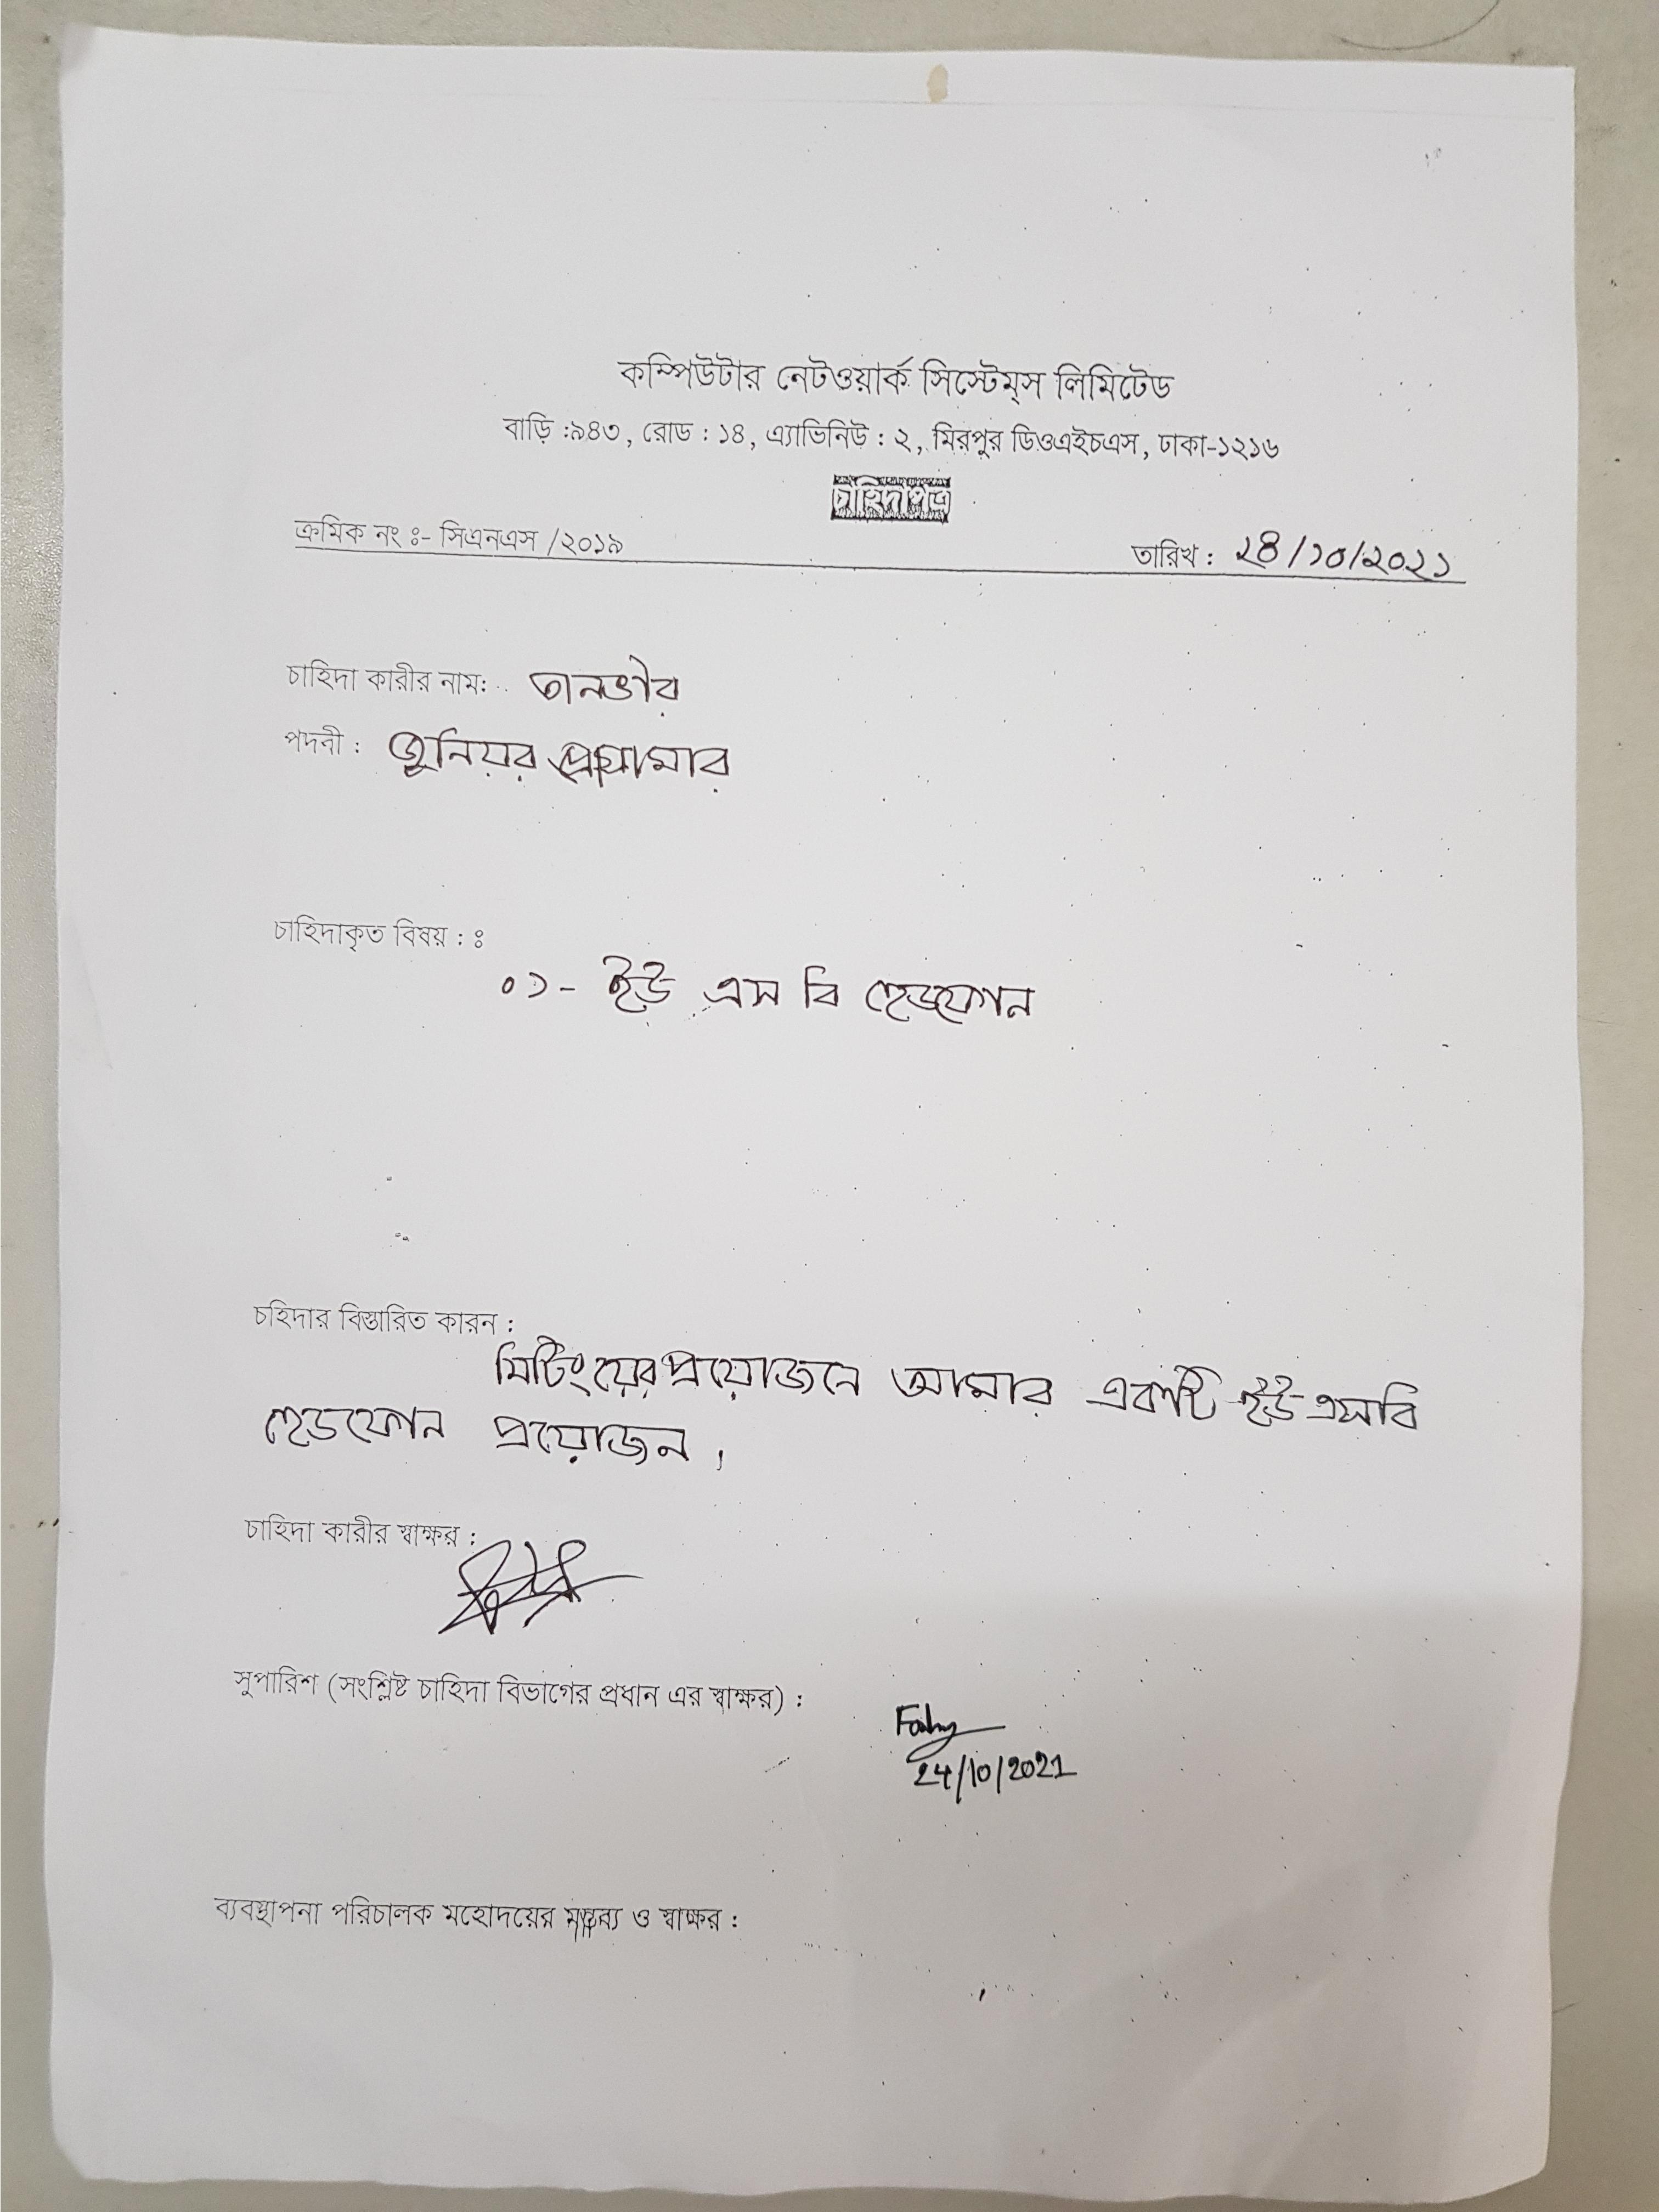 কম্পিউটার নেটওয়ার্ক সিস্টেম্‌স লিমিটেড
বাড়ি :৯৪৩, রোড : ১৪, এ্যাভিনিউ : ২, মিরপুর ডিওএইচএস, ঢাকা-১২১৬
চাহিদাপত্র
ক্রমিক নং ঃ- সিএনএস /২০১৯
তারিখ : ২৪/১০/২০২১
চাহিদা কারীর নাম: তানভীর
পদনী : জুনিয়র প্রগ্রামার
চাহিদাকৃত বিষয় : ঃ
০১- ইউ এস বি হেডফোন
চহিদার বিস্তারিত কারন :
মিটিংয়ের প্রয়োজনে আমার একটি ইউ এসবি
হেডফোন প্রয়োজন।
চাহিদা কারীর স্বাক্ষর :
সুপারিশ (সংশ্লিষ্ট চাহিদা বিভাগের প্রধান এর স্বাক্ষর) :
24/10/2021
ব্যবস্থাপনা পরিচালক মহোদয়ের মন্তব্য ও স্বাক্ষর :